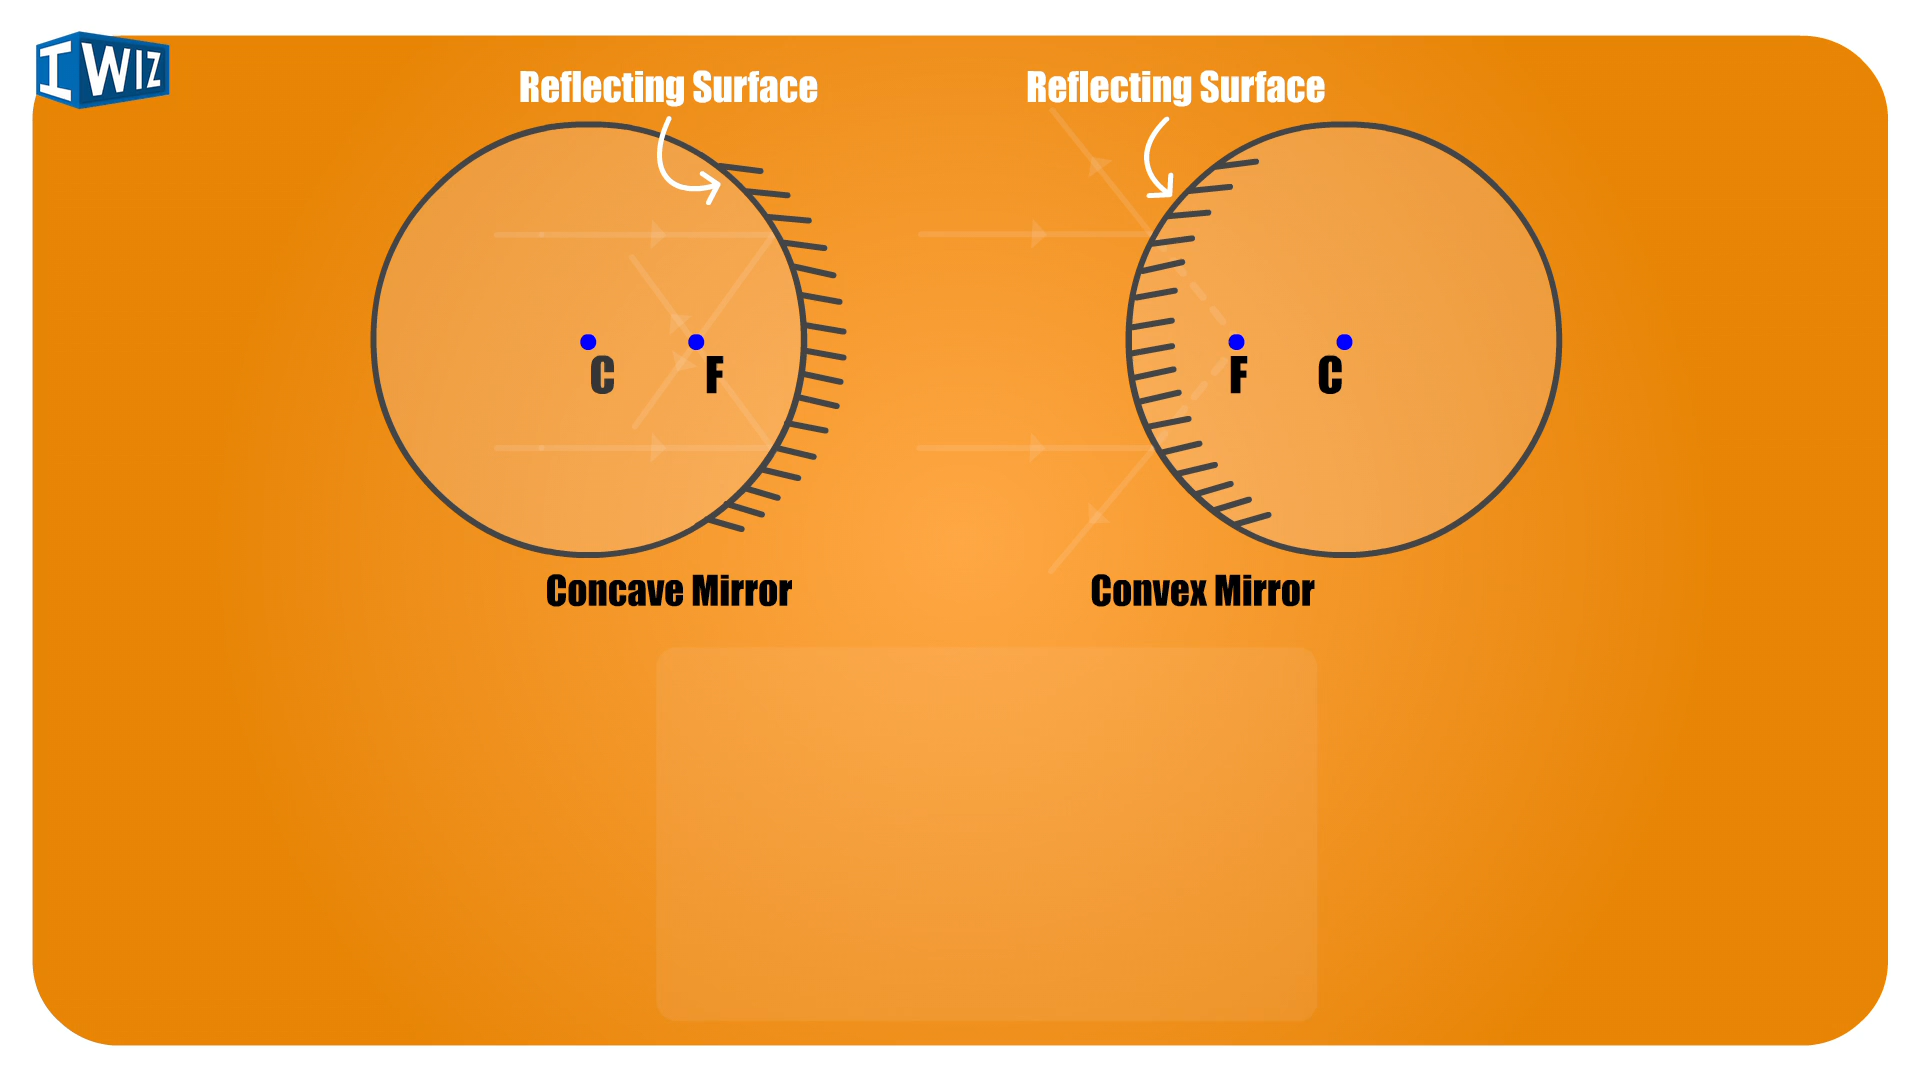 IWIZ
Reflecting Surface
Reflecting Surface
C
F
F
C
Concave Mirror
Convex Mirror